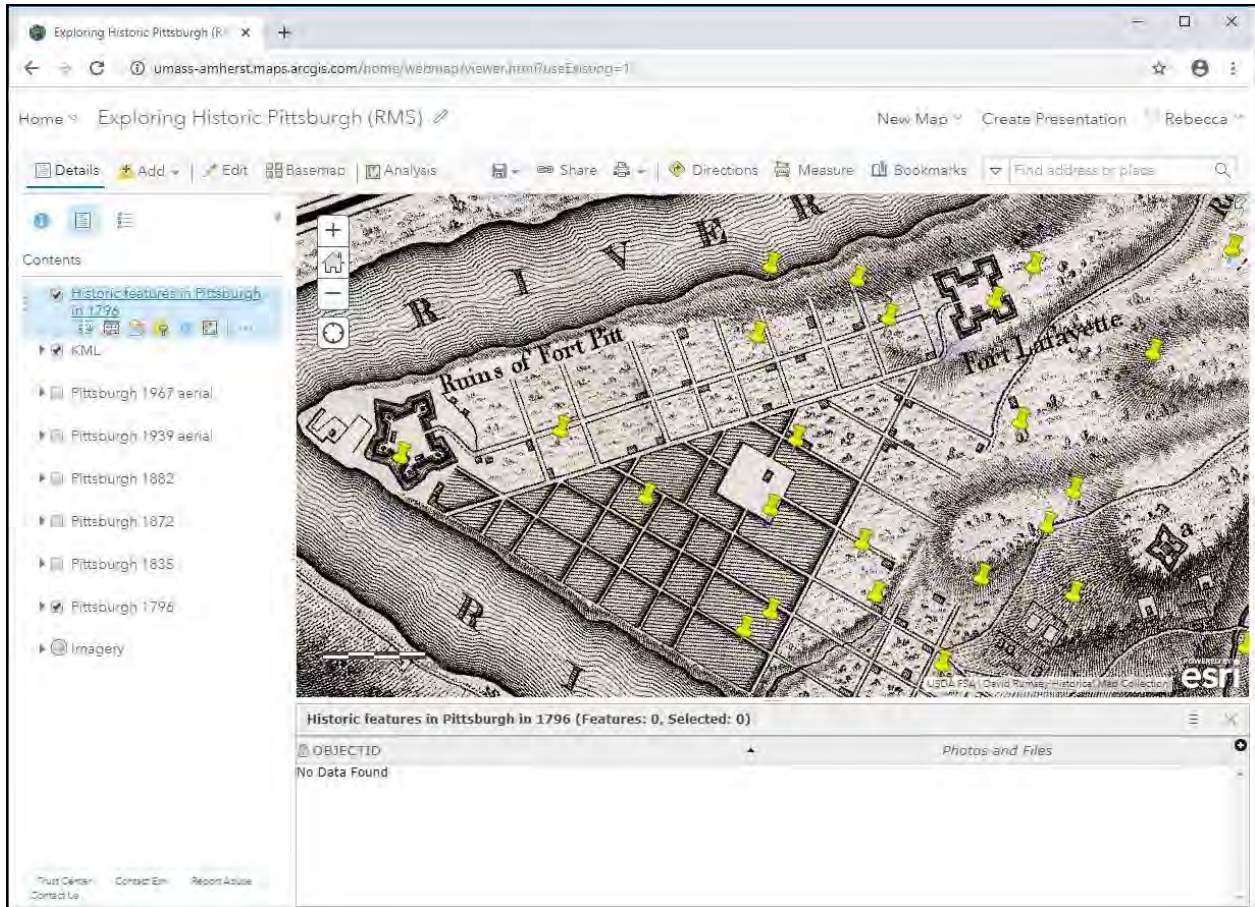 Exploring Historic Pittsburgh (R
umass-amherst.maps.arcgis.com/home/webmap/viewer.html?useExisting=1
Home Exploring Historic Pittsburgh (RMS) New Map Create Presentation Rebecca
Details Add Edit Basemap Analysis Share Directions Measure Bookmarks Find address or place
Contents
Historic features in Pittsburgh
in 1796
KML
Pittsburgh 1967 aerial
Pittsburgh 1939 aerial
Pittsburgh 1882
Pittsburgh 1872
Pittsburgh 1835
Pittsburgh 1796
Imagery
Trust Center Contact Esri Report Abuse
Contact Us
RIVER
R
Ruins of Fort Pitt
Fort Lafayette
a
R I
USDA FSA | David Rumsey Historical Map Collection
POWERED BY
esri
Historic features in Pittsburgh in 1796 (Features: 0, Selected: 0)
OBJECTID Photos and Files
No Data Found